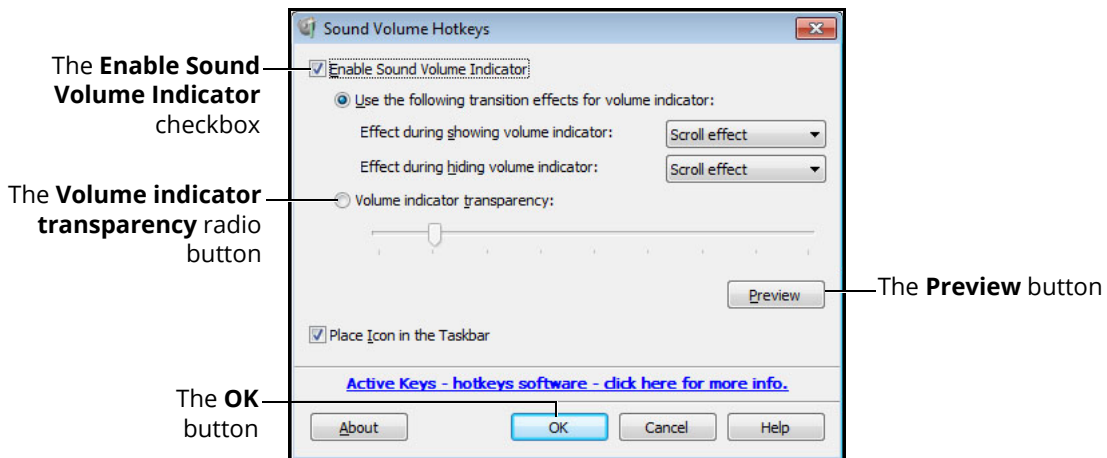 Sound Volume Hotkeys
The Enable Sound
Volume Indicator
checkbox
Enable Sound Volume Indicator
Use the following transition effects for volume indicator:
Effect during showing volume indicator:
Scroll effect
Effect during hiding volume indicator:
Scroll effect
The Volume indicator
transparency radio
button
Volume indicator transparency:
Preview
The Preview button
Place Icon in the Taskbar
Active Keys - hotkeys software - click here for more info.
The OK
button
About
OK
Cancel
Help